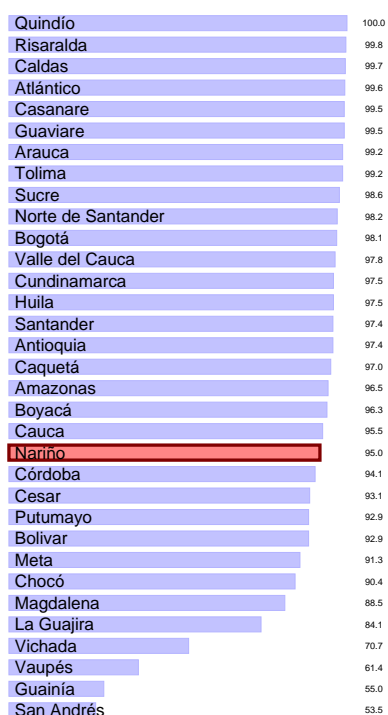 Quindío 100.0
Risaralda 99.8
Caldas 99.7
Atlántico 99.6
Casanare 99.5
Guaviare 99.5
Arauca 99.2
Tolima 99.2
Sucre 98.6
Norte de Santander 98.2
Bogotá 98.1
Valle del Cauca 97.8
Cundinamarca 97.5
Huila 97.5
Santander 97.4
Antioquia 97.4
Caquetá 97.0
Amazonas 96.5
Boyacá 96.3
Cauca 95.5
Nariño 95.0
Córdoba 94.1
Cesar 93.1
Putumayo 92.9
Bolivar 92.9
Meta 91.3
Chocó 90.4
Magdalena 88.5
La Guajira 84.1
Vichada 70.7
Vaupés 61.4
Guainía 55.0
San Andrés 53.5